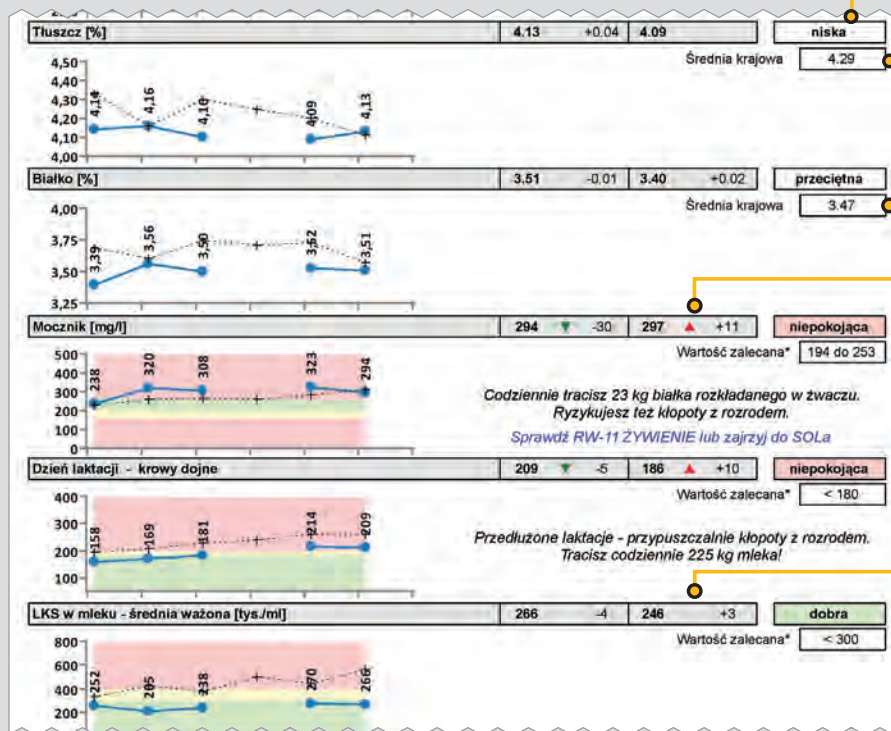 Tłuszcz [%] 4.13 +0.04 4.09 niska
Średnia krajowa 4.29
4,50
4,40
4,30
4,20
4,10
4,00
4,14 4,16 4,10 4,09 4,13
Białko [%] 3.51 -0.01 3.40 +0.02 przeciętna
Średnia krajowa 3.47
4,00
3,75
3,50
3,25
3,39 3,56 3,50 3,52 3,51
Mocznik [mg/l] 294 -30 297 +11 niepokojąca
Wartość zalecana* 194 do 253
500
400
300
200
100
0
238 320 308 323 294
Codziennie tracisz 23 kg białka rozkładanego w żwaczu.
Ryzykujesz też kłopoty z rozrodem.
Sprawdź RW-11 ŻYWIENIE lub zajrzyj do SOLa
Dzień laktacji - krowy dojne 209 -5 186 +10 niepokojąca
Wartość zalecana* < 180
400
300
200
100
158 169 181 214 209
Przedłużone laktacje - przypuszczalnie kłopoty z rozrodem.
Tracisz codziennie 225 kg mleka!
LKS w mleku - średnia ważona [tys./ml] 266 -4 246 +3 dobra
Wartość zalecana* < 300
800
600
400
200
252 205 238 270 266